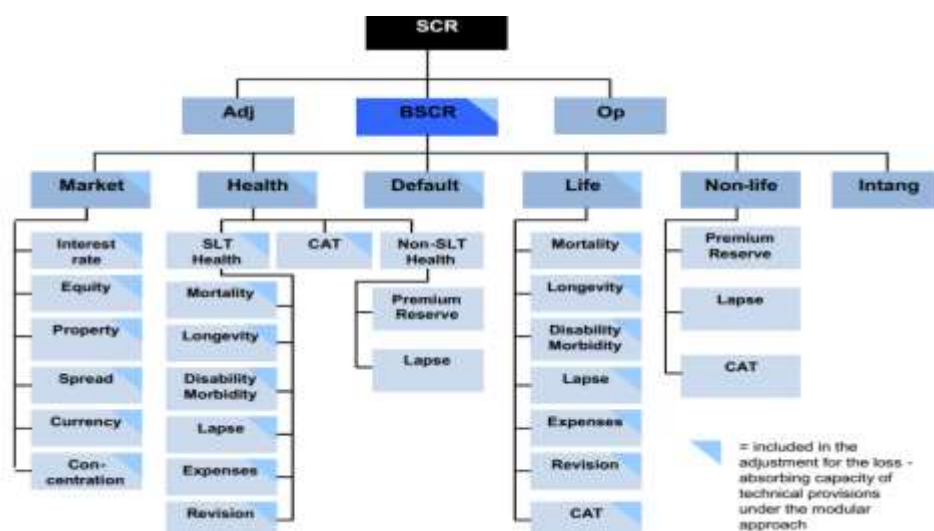 SCR
Adj
BSCR
Op
Market
Health
Default
Life
Non-life
Intang
Interest
rate
Equity
Property
Spread
Currency
Con-
centration
SLT
Health
Mortality
Longevity
Disability
Morbidity
Lapse
Expenses
Revision
CAT
Non-SLT
Health
Premium
Reserve
Lapse
Mortality
Longevity
Disability
Morbidity
Lapse
Expenses
Revision
CAT
Premium
Reserve
Lapse
CAT
= included in the
adjustment for the loss -
absorbing capacity of
technical provisions
under the modular
approach